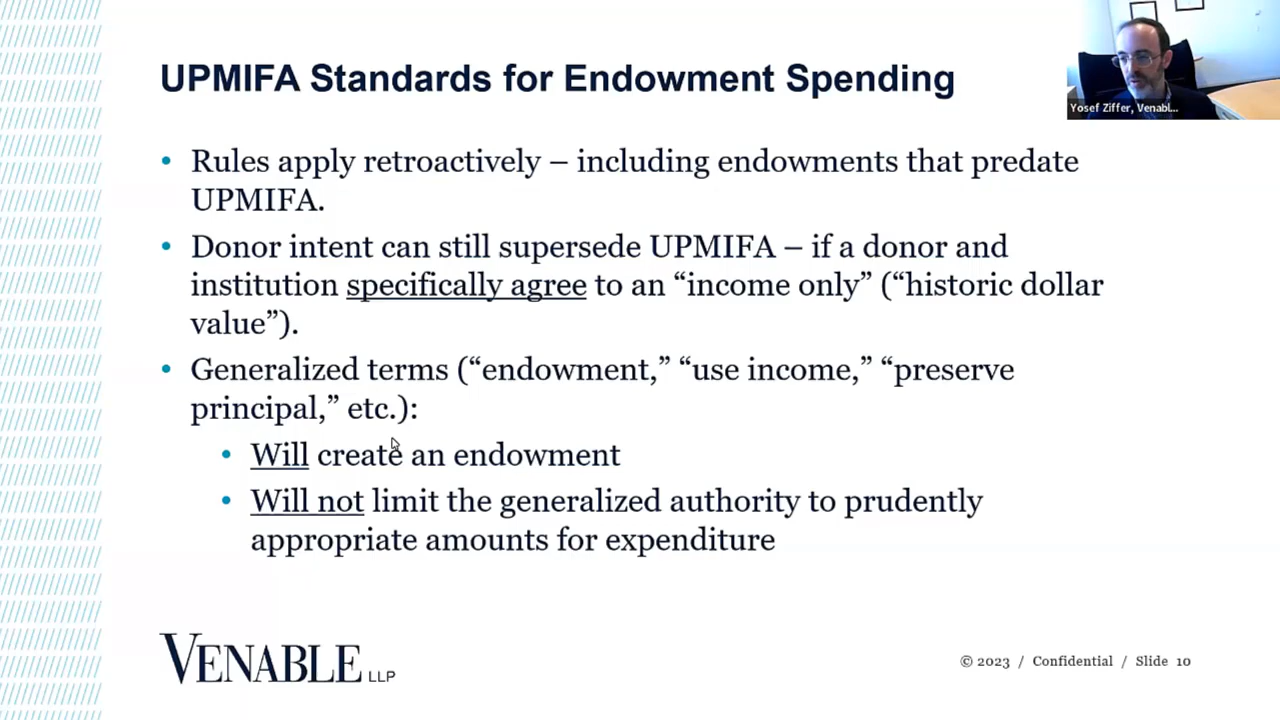 UPMIFA Standards for Endowment Spending
Yosef Ziffer, Venabl...
• Rules apply retroactively – including endowments that predate
UPMIFA.
• Donor intent can still supersede UPMIFA – if a donor and
institution specifically agree to an “income only” (“historic dollar
value”).
• Generalized terms (“endowment,” “use income,” “preserve
principal,” etc.):
• Will create an endowment
• Will not limit the generalized authority to prudently
appropriate amounts for expenditure
VENABLE LLP
© 2023 / Confidential / Slide 10